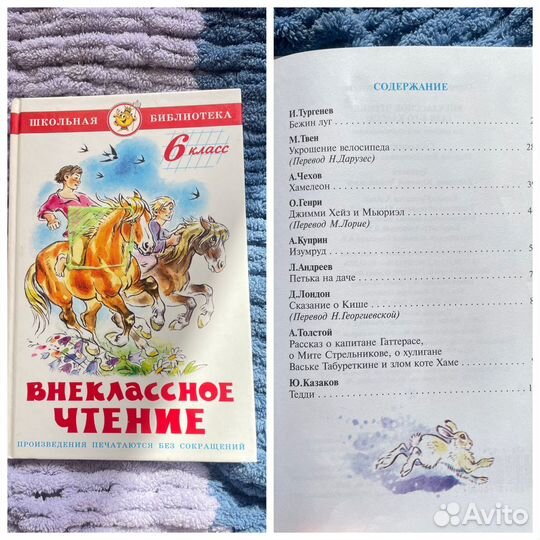 ШКОЛЬНАЯ БИБЛИОТЕКА
6 класс
ВНЕКЛАССНОЕ
ЧТЕНИЕ
ПРОИЗВЕДЕНИЯ ПЕЧАТАЮТСЯ БЕЗ СОКРАЩЕНИЙ
СОДЕРЖАНИЕ
И.Тургенев
Бежин луг
М.Твен
Укрощение велосипеда 28
(Перевод Н.Дарузес)
А.Чехов
Хамелеон
О.Генри
Джимми Хейз и Мьюриэл
(Перевод М.Лорие)
А.Куприн
Изумруд
Л.Андреев
Петька на даче
Д.Лондон
Сказание о Кише
(Перевод Н.Георгиевской)
А.Толстой
Рассказ о капитане Гаттерасе,
о Мите Стрельникове, о хулигане
Ваське Табуреткине и злом коте Хаме
Ю.Казаков
Тедди
Avito